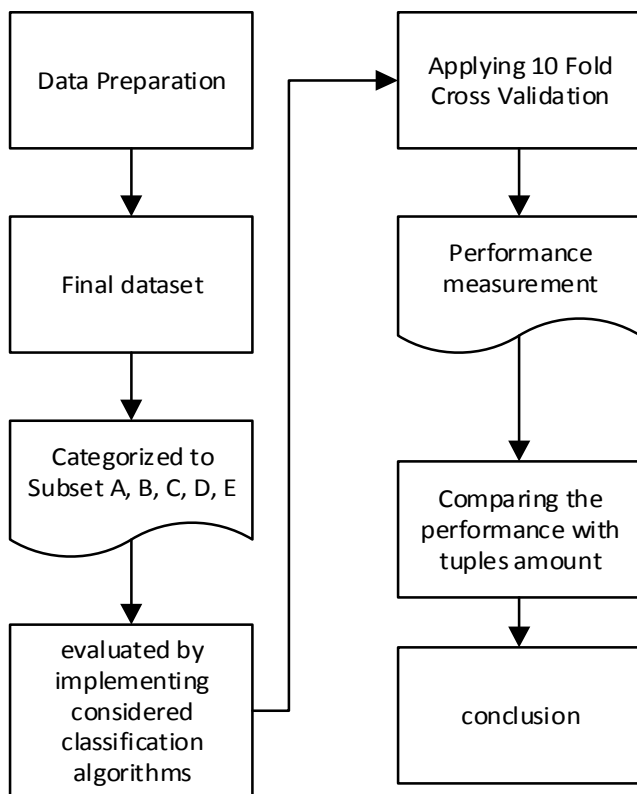 Data Preparation
Final dataset
Categorized to
Subset A, B, C, D, E
evaluated by
implementing
considered
classification
algorithms
Applying 10 Fold
Cross Validation
Performance
measurement
Comparing the
performance with
tuples amount
conclusion